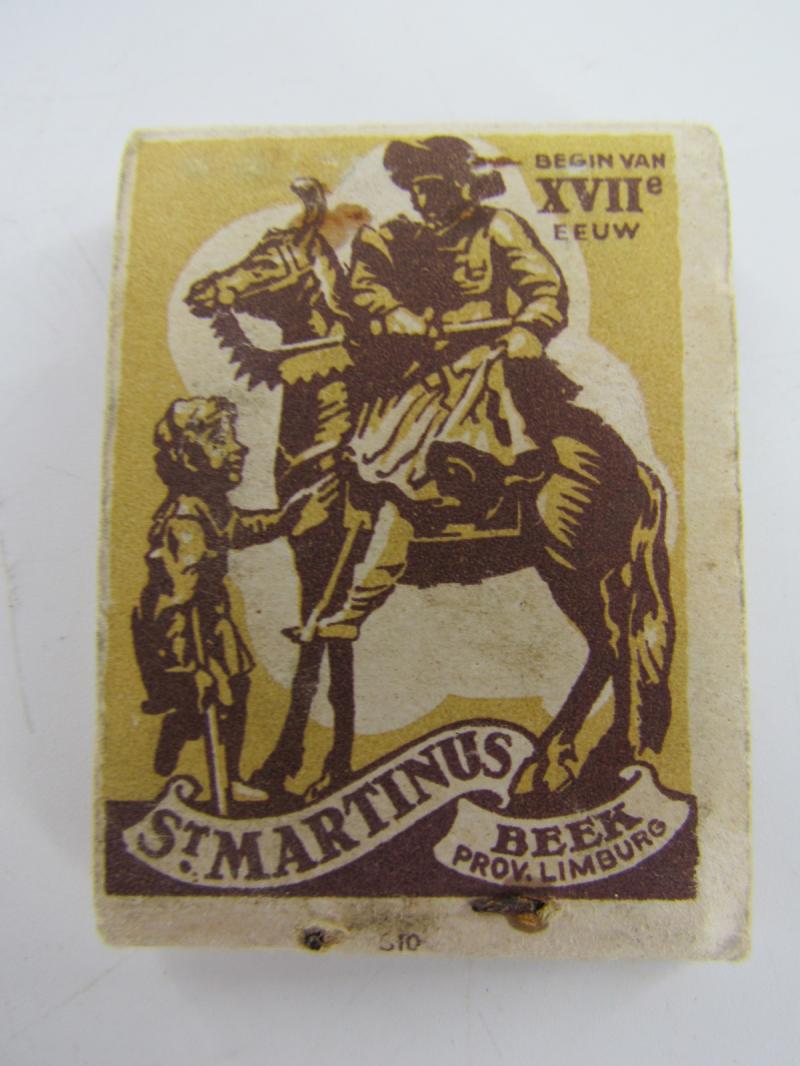 BEGIN VAN
XVIIe
EEUW
ST. MARTINUS
BEEK
PROV. LIMBURG